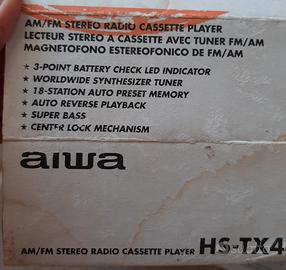 AM/FM STEREO RADIO CASSETTE PLAYER
LECTEUR STEREO A CASSETTE AVEC TUNER FM/AM
MAGNETOFONO ESTEREOFONICO DE FM/AM
★ 3-POINT BATTERY CHECK LED INDICATOR
★ WORLDWIDE SYNTHESIZER TUNER
★ 18-STATION AUTO PRESET MEMORY
★ AUTO REVERSE PLAYBACK
★ SUPER BASS
★ CENTER LOCK MECHANISM
aiwa
AM/FM STEREO RADIO CASSETTE PLAYER HS-TX4